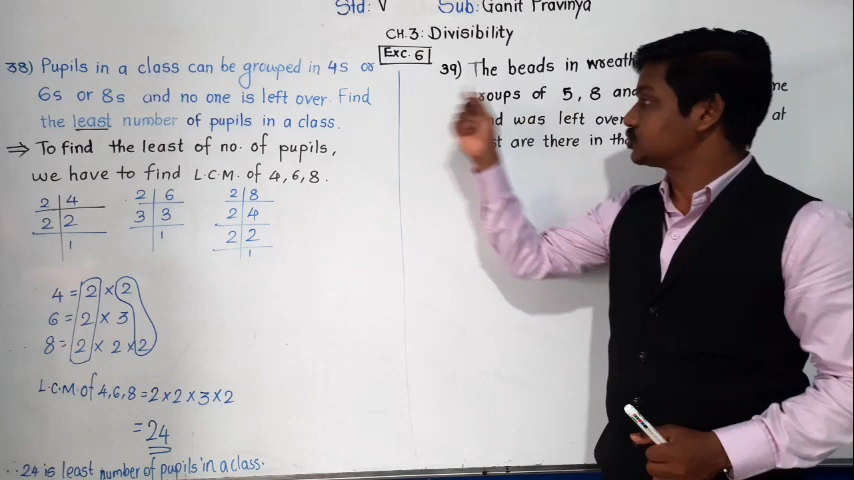 Std: V Sub: Ganit Pravinya
CH.3: Divisibility
Exc. 6
38) Pupils in a class can be grouped in 4s or
6s or 8s and no one is left over. Find
the least number of pupils in a class.
⇒ To find the least of no. of pupils,
we have to find L.C.M. of 4,6,8.
2 4
2 2
1
2 6
3 3
1
2 8
2 4
2 2
1
4 = 2 × 2
6 = 2 × 3
8 = 2 × 2 × 2
L.C.M. of 4,6,8 = 2 × 2 × 3 × 2
= 24
∴ 24 is least number of pupils in a class.
39) The beads in
of 5, 8 and
was left over
at
are there in